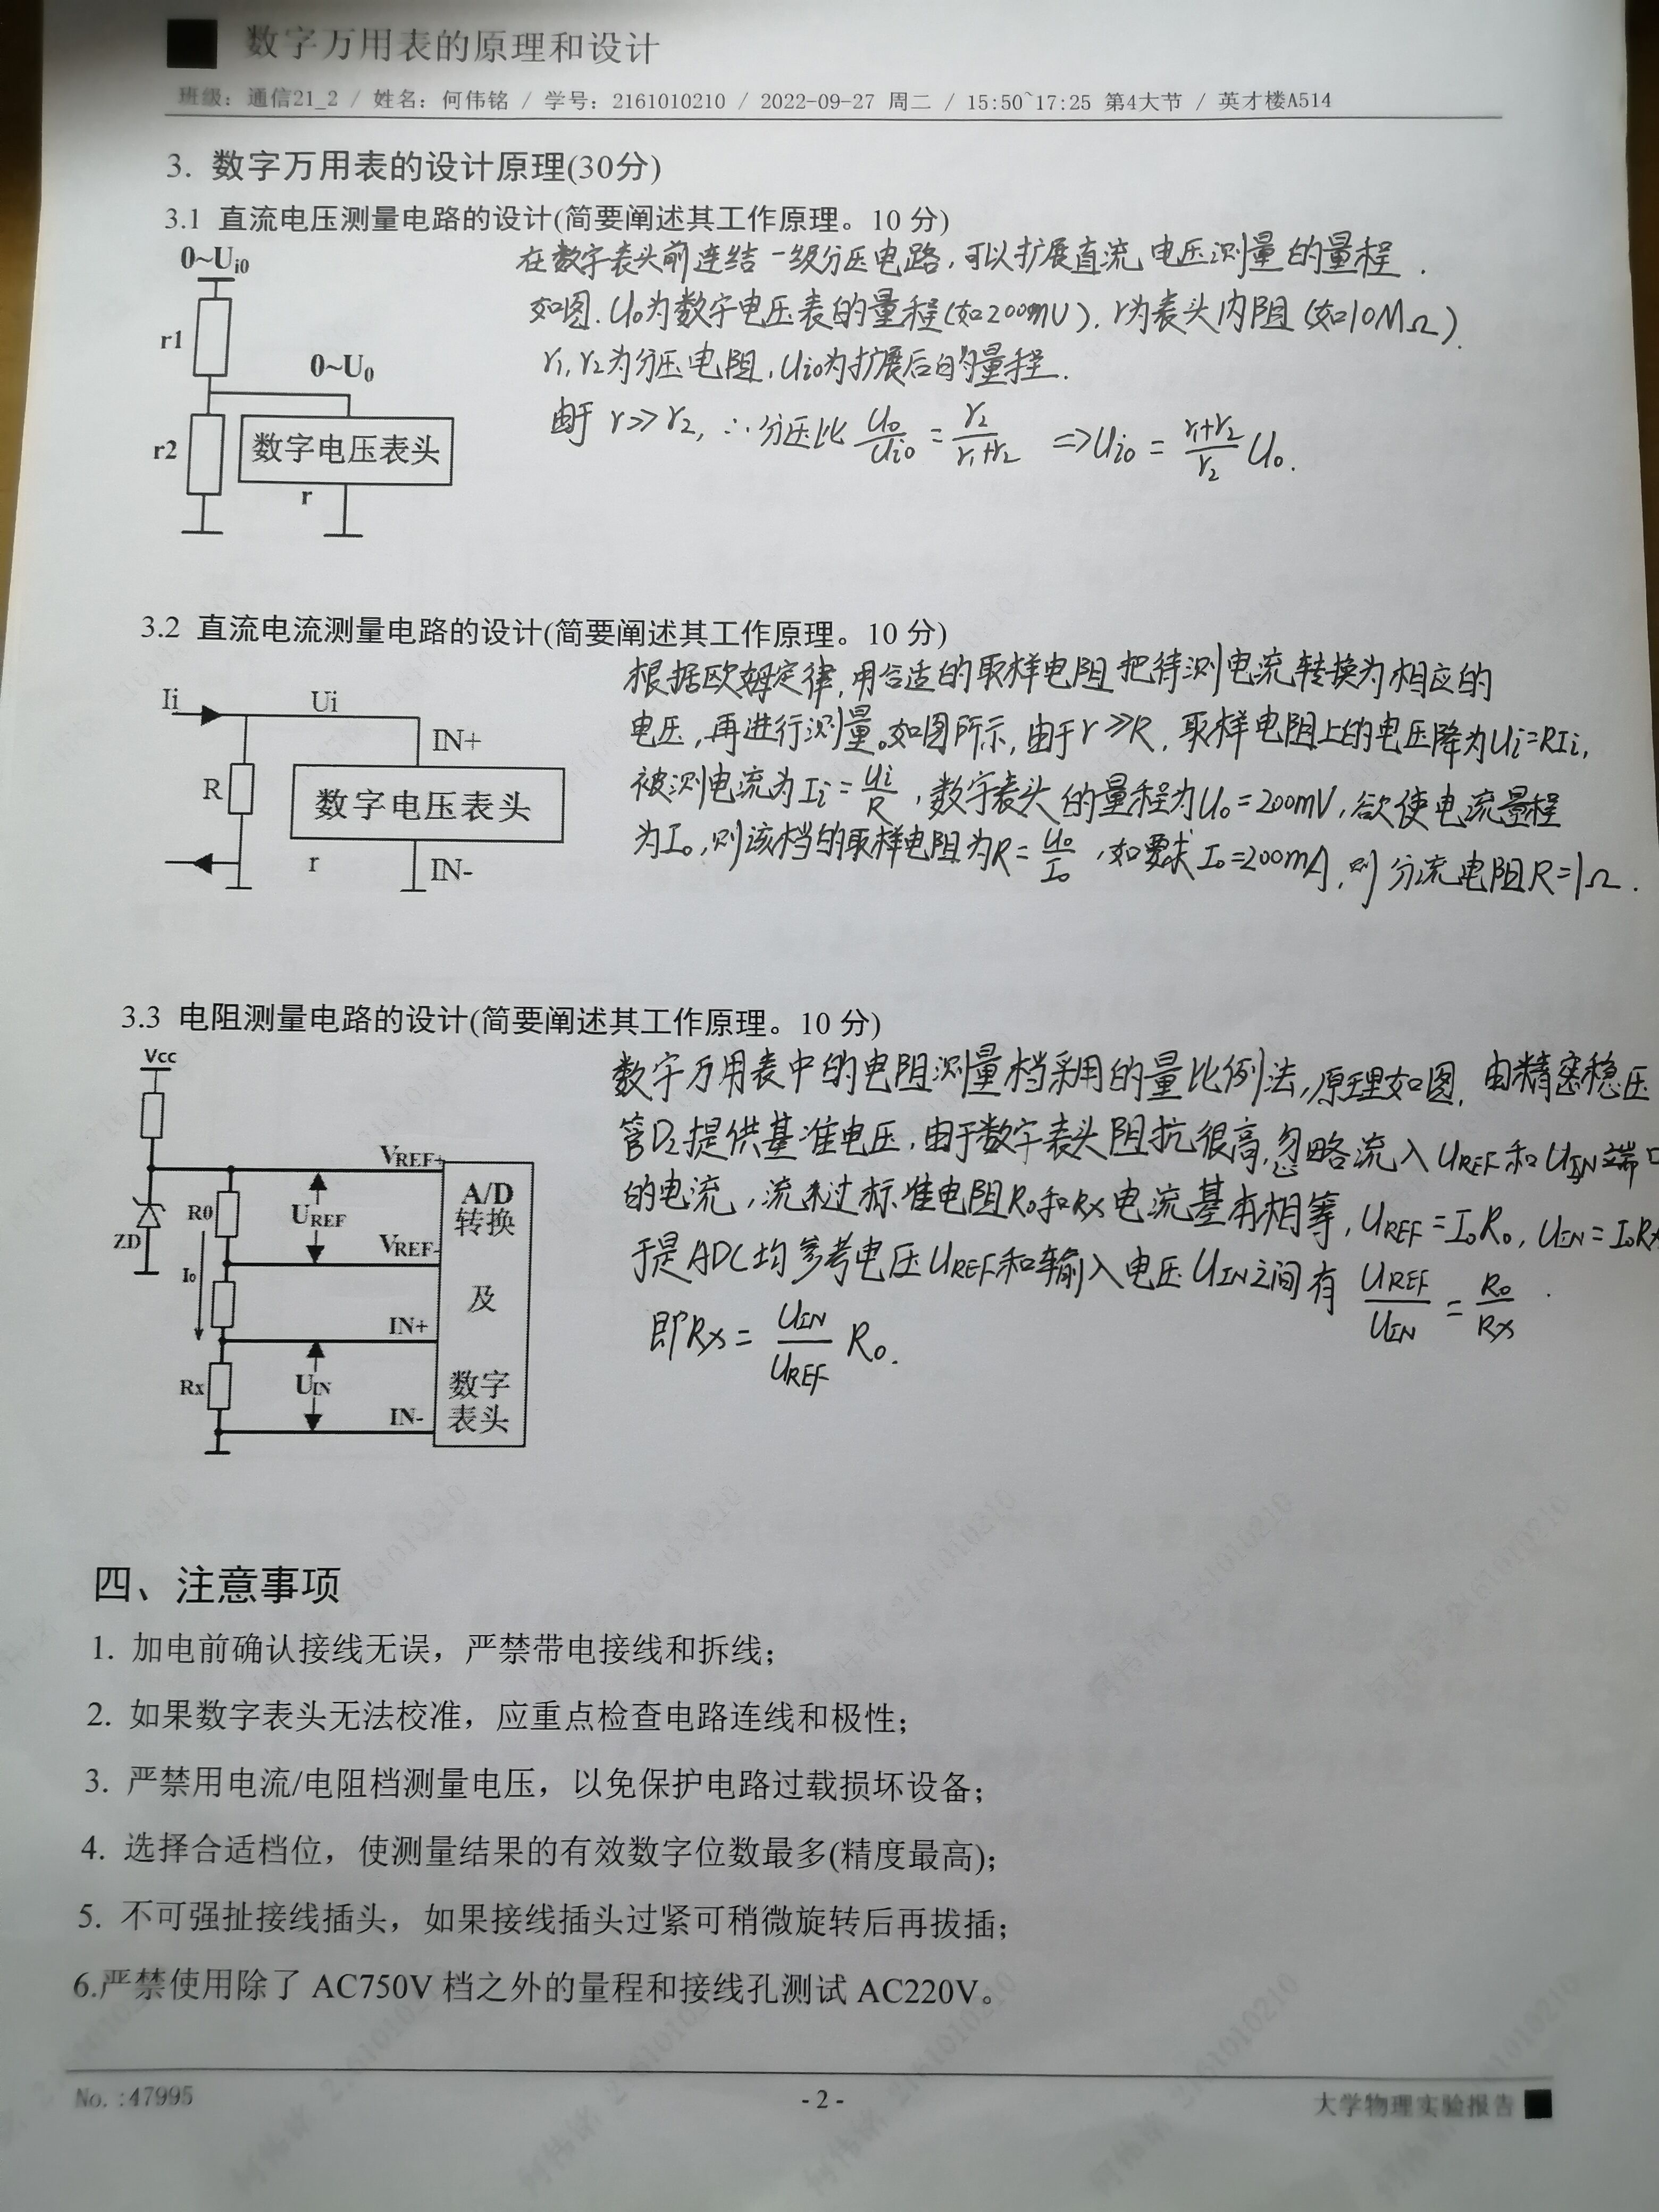 数字万用表的原理和设计
班级：通信21_2 / 姓名：何伟铭 / 学号：2161010210 / 2022-09-27 周二 / 15:50~17:25 第4大节 / 英才楼A514
3. 数字万用表的设计原理(30分)
3.1 直流电压测量电路的设计(简要阐述其工作原理。10 分)
0~Ui0
r1
0~U0
r2
数字电压表头
r
在数字表头前连结一级分压电路，可以扩展直流电压测量的量程．
如图．U0为数字电压表的量程(如200mV)．r为表头内阻(如10MΩ)．
r1, r2为分压电阻，Ui0为扩展后的量程．
由于 r≫r2, ∴分压比 U0/Ui0 = r2/(r1+r2) ⇒Ui0 = (r1+r2)/r2 U0．
3.2 直流电流测量电路的设计(简要阐述其工作原理。10 分)
Ii
Ui
IN+
R
数字电压表头
r
IN-
根据欧姆定律，用合适的取样电阻把待测电流转换为相应的
电压，再进行测量。如图所示，由于r≫R，取样电阻上的电压降为Ui=RIi,
被测电流为Ii=Ui/R，数字表头的量程为U0=200mV，欲使电流量程
为I0，则该档的取样电阻为R=U0/I0，如要求I0=200mA，则分流电阻R=1Ω．
3.3 电阻测量电路的设计(简要阐述其工作原理。10 分)
Vcc
VREF+
R0
UREF
A/D
转换
ZD
VREF-
I0
及
IN+
Rx
UIN
数字
IN-
表头
数字万用表中的电阻测量档采用的量比例法，原理如图．由精密稳压
管DZ提供基准电压，由于数字表头阻抗很高，忽略流入UREF和UIN端口
的电流，流过标准电阻R0和Rx电流基本相等，UREF=I0R0, UIN=I0Rx
于是ADC均参考电压UREF和输入电压UIN之间有 UREF/UIN = R0/Rx．
即Rx= UIN/UREF R0．
四、注意事项
1. 加电前确认接线无误，严禁带电接线和拆线；
2. 如果数字表头无法校准，应重点检查电路连线和极性；
3. 严禁用电流/电阻档测量电压，以免保护电路过载损坏设备；
4. 选择合适档位，使测量结果的有效数字位数最多(精度最高)；
5. 不可强扯接线插头，如果接线插头过紧可稍微旋转后再拔插；
6.严禁使用除了 AC750V 档之外的量程和接线孔测试 AC220V。
No.:47995
- 2 -
大学物理实验报告